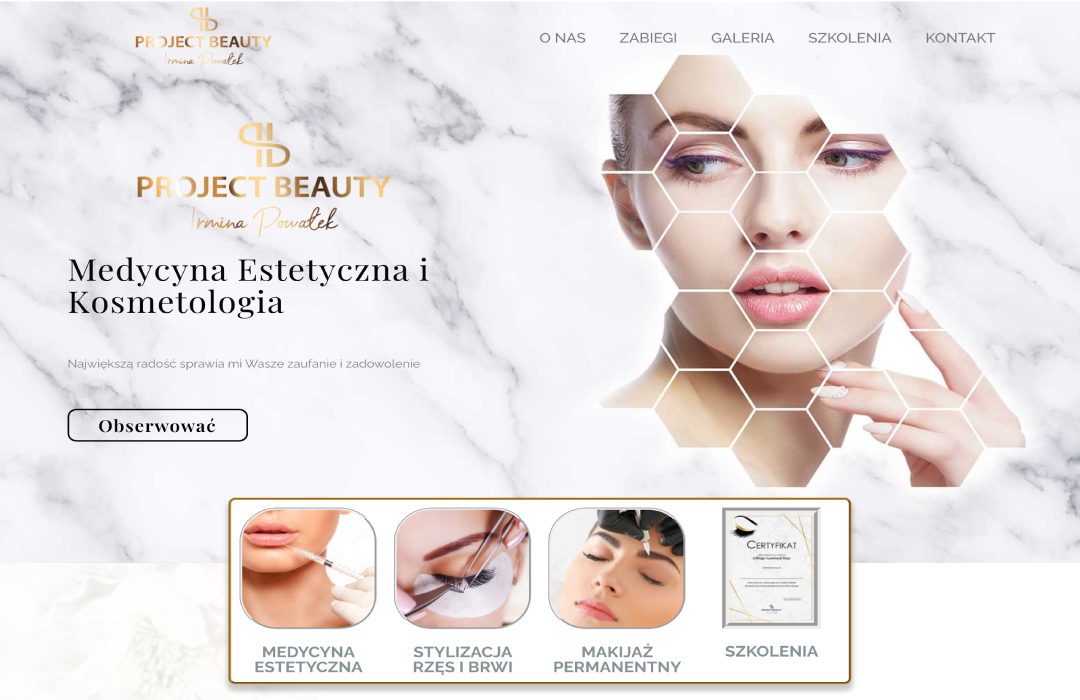 PROJECT BEAUTY
Irmina Powałek
O NAS ZABIEGI GALERIA SZKOLENIA KONTAKT
PROJECT BEAUTY
Irmina Powałek
Medycyna Estetyczna i
Kosmetologia
Największą radość sprawia mi Wasze zaufanie i zadowolenie
Obserwować
CERTYFIKAT
MEDYCYNA
ESTETYCZNA
STYLIZACJA
RZĘS I BRWI
MAKIJAŻ
PERMANENTNY
SZKOLENIA